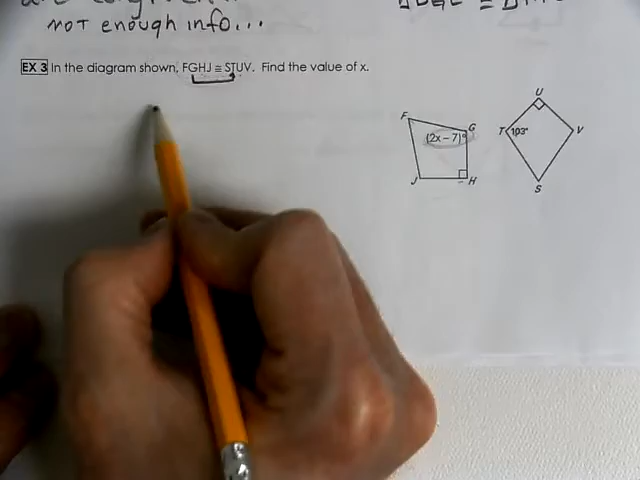 not enough info...
EX 3 In the diagram shown, FGHJ ≅ STUV. Find the value of x.
F
G
(2x – 7)°
J
H
U
T
103°
V
S